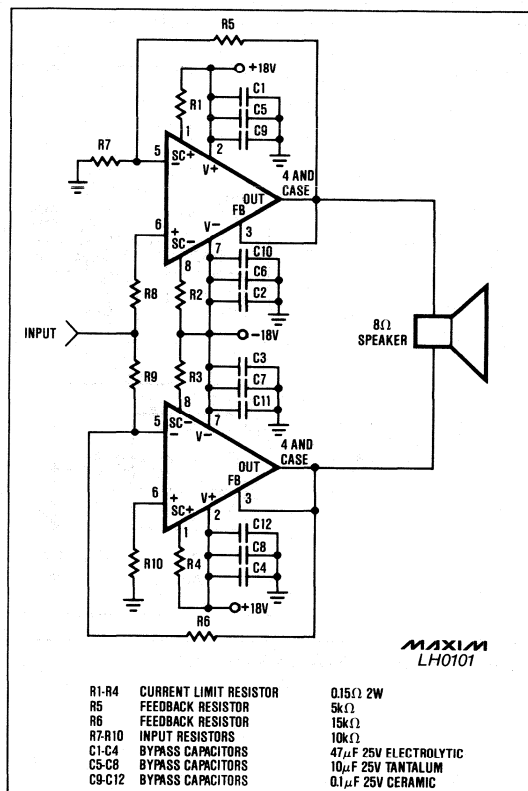 R5
+18V
R1
C1
C5
C9
1
2
R7
5
SC+
−
V+
4 AND
CASE
OUT
FB
3
6
+
SC−
V−
8
7
C10
C6
C2
R8
R2
INPUT
−18V
8Ω
SPEAKER
R9
R3
C3
C7
C11
8
7
5
SC−
−
V−
4 AND
CASE
OUT
FB
3
6
+
SC+
V+
1
2
R10
R4
C12
C8
C4
+18V
R6
MAXIM
LH0101
R1-R4 CURRENT LIMIT RESISTOR 0.15Ω 2W
R5 FEEDBACK RESISTOR 5kΩ
R6 FEEDBACK RESISTOR 15kΩ
R7-R10 INPUT RESISTORS 10kΩ
C1-C4 BYPASS CAPACITORS 47μF 25V ELECTROLYTIC
C5-C8 BYPASS CAPACITORS 10μF 25V TANTALUM
C9-C12 BYPASS CAPACITORS 0.1μF 25V CERAMIC